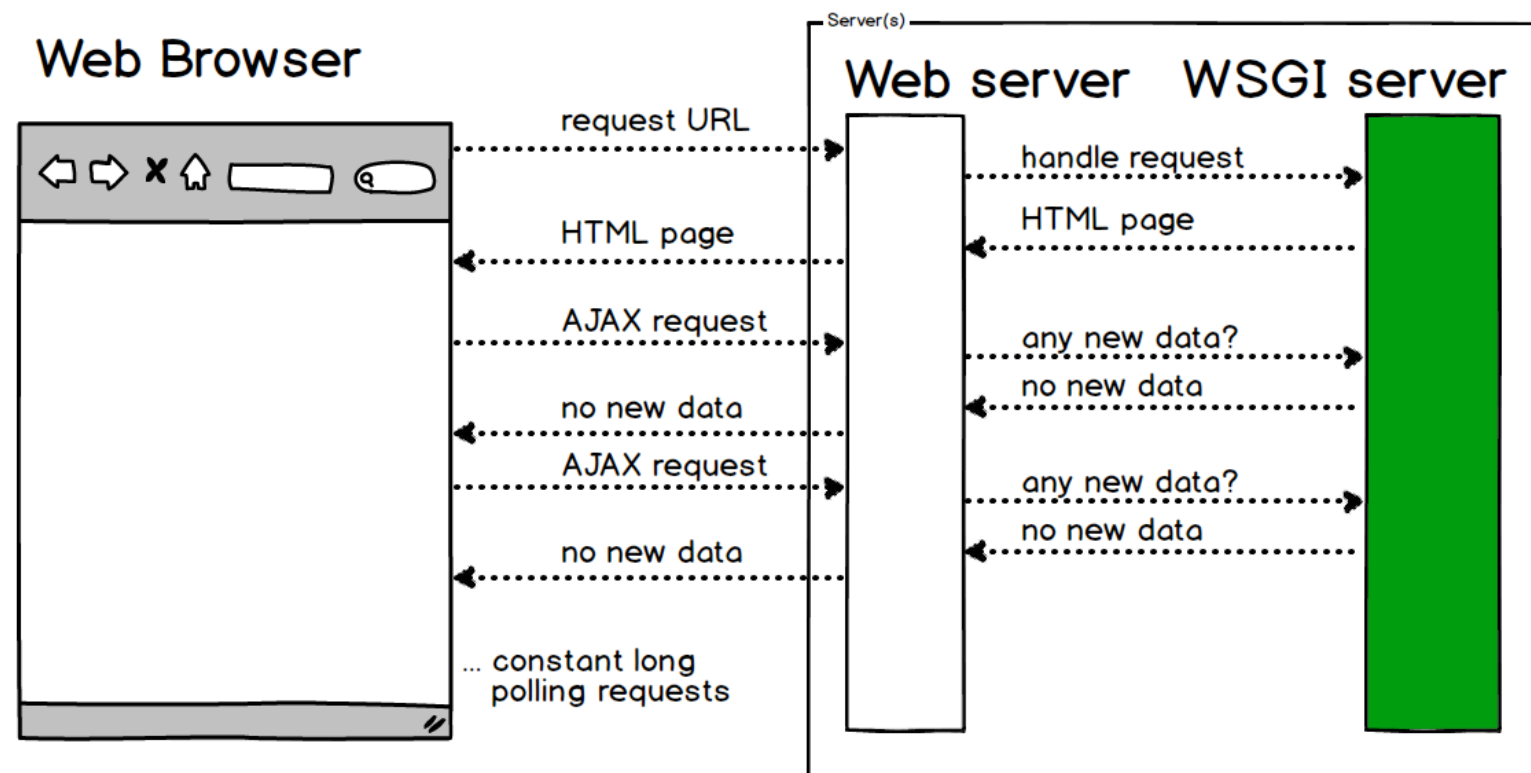 Server(s)
Web Browser
Web server
WSGI server
request URL
handle request
HTML page
HTML page
AJAX request
any new data?
no new data
no new data
AJAX request
any new data?
no new data
no new data
... constant long
polling requests